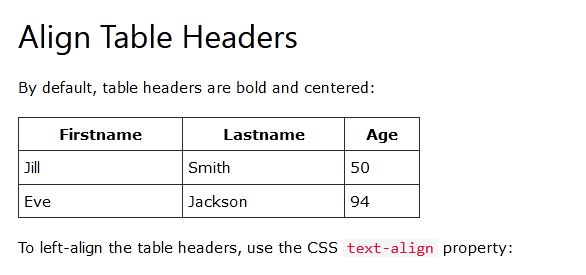 Align Table Headers
By default, table headers are bold and centered:
Firstname Lastname Age
Jill Smith 50
Eve Jackson 94
To left-align the table headers, use the CSS text-align property: